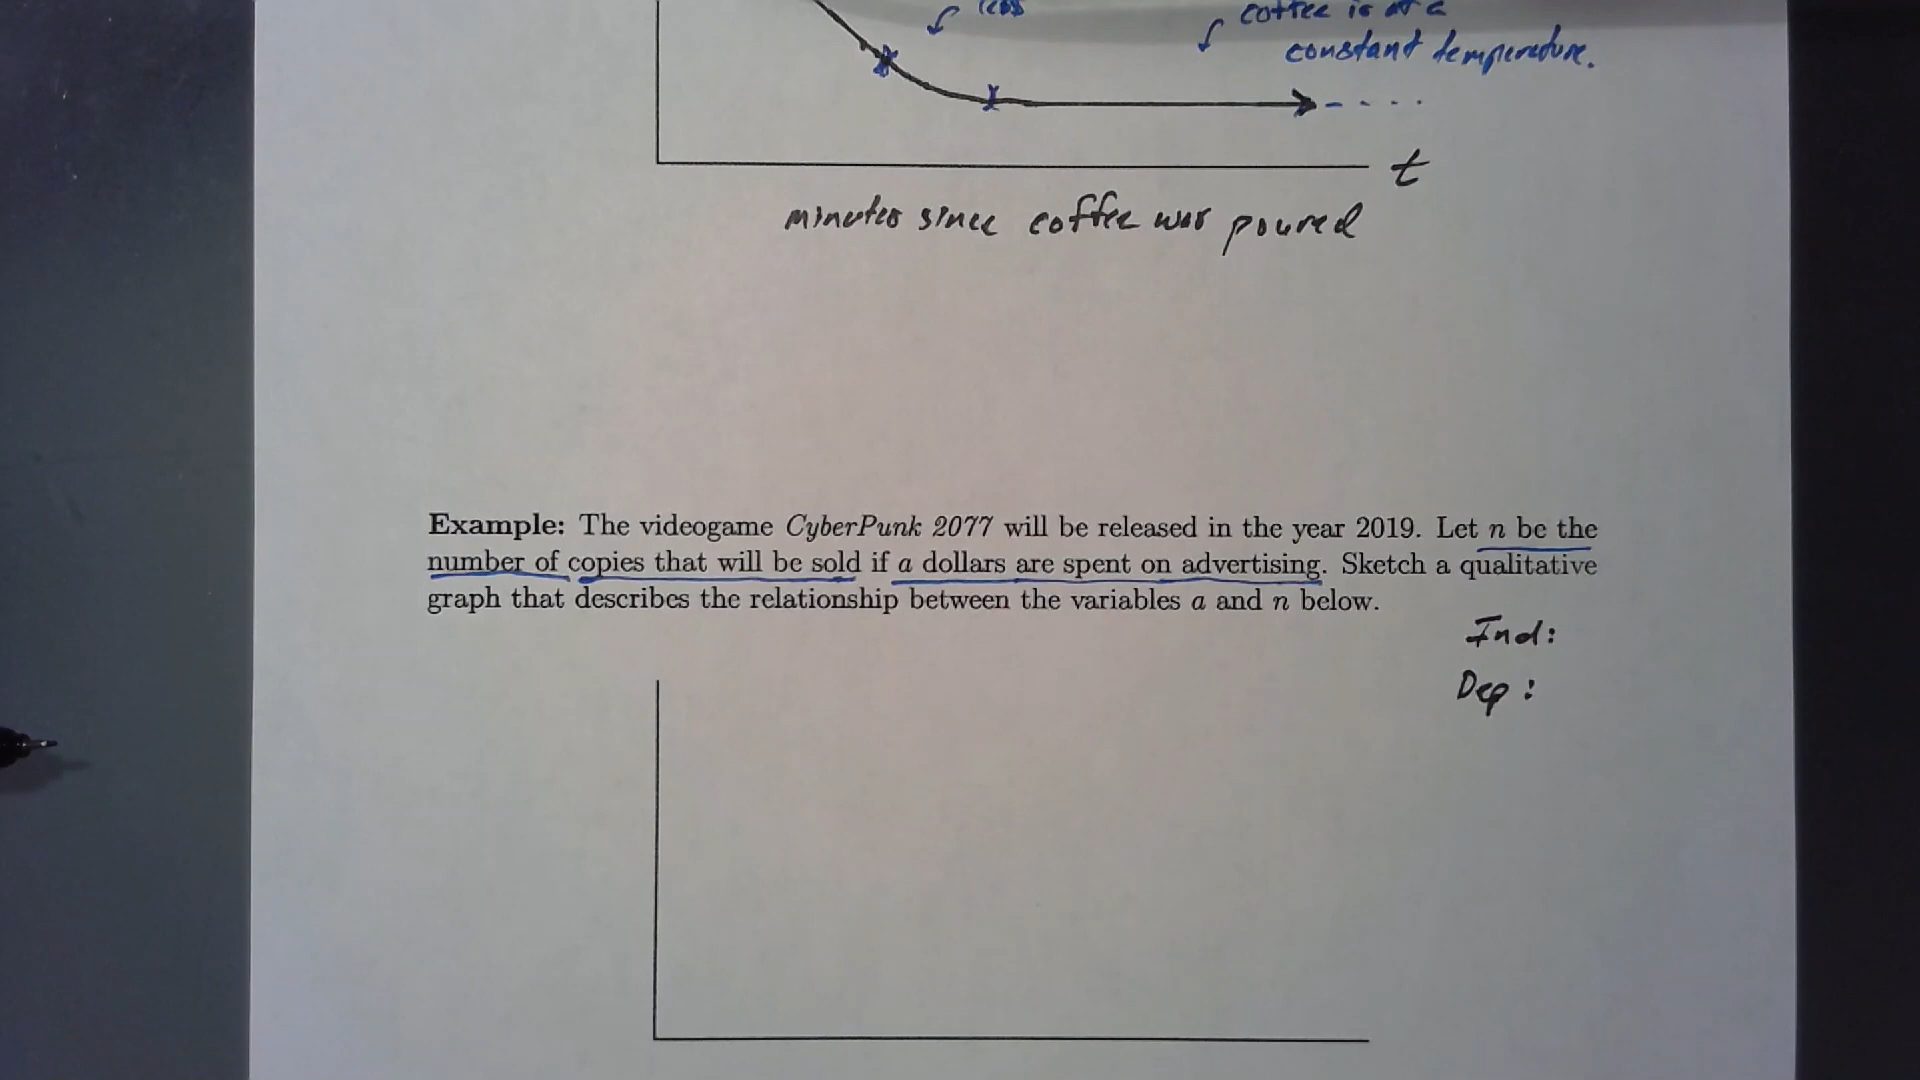 less
coffee is at a
constant temperature.
t
minutes since coffee was poured
Example: The videogame CyberPunk 2077 will be released in the year 2019. Let n be the
number of copies that will be sold if a dollars are spent on advertising. Sketch a qualitative
graph that describes the relationship between the variables a and n below.
Ind:
Dep: